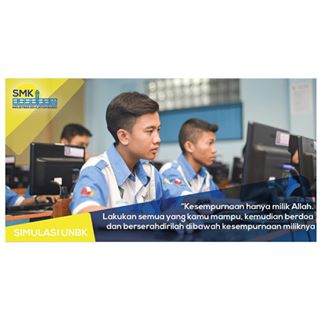 SMK
SIMULASI UNBK
"Kesempurnaan hanya milik Allah.
Lakukan semua yang kamu mampu, kemudian berdoa
dan berserahdirilah dibawah kesempurnaan miliknya